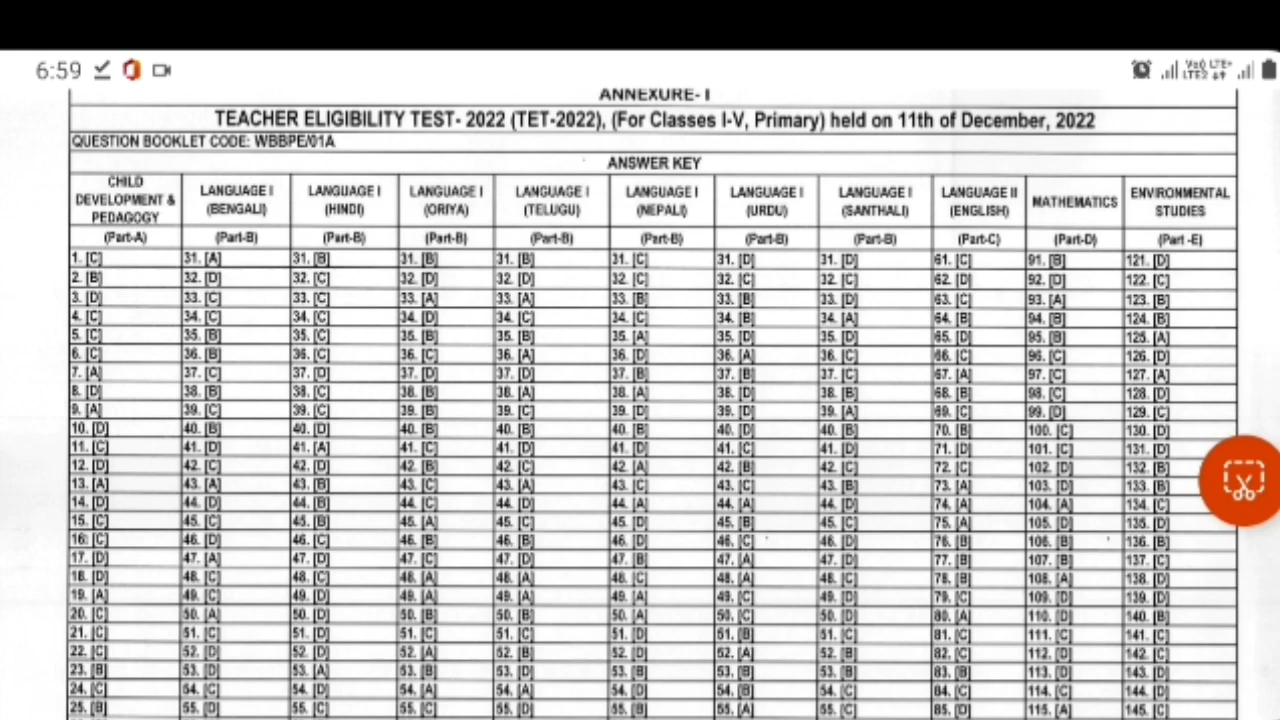 6:59
Vo) LTE+
LTE2
ANNEXURE- I
TEACHER ELIGIBILITY TEST- 2022 (TET-2022), (For Classes I-V, Primary) held on 11th of December, 2022
QUESTION BOOKLET CODE: WBBPE/01A
ANSWER KEY
CHILD DEVELOPMENT & PEDAGOGY LANGUAGE I (BENGALI) LANGUAGE I (HINDI) LANGUAGE I (ORIYA) LANGUAGE I (TELUGU) LANGUAGE I (NEPALI) LANGUAGE I (URDU) LANGUAGE I (SANTHALI) LANGUAGE II (ENGLISH) MATHEMATICS ENVIRONMENTAL STUDIES
(Part-A) (Part-B) (Part-B) (Part-B) (Part-B) (Part-B) (Part-B) (Part-B) (Part-C) (Part-D) (Part -E)
1. [C] 31. [A] 31. [B] 31. [B] 31. [B] 31. [C] 31. [D] 31. [D] 61. [C] 91. [B] 121. [D]
2. [B] 32. [D] 32. [C] 32. [D] 32. [D] 32. [C] 32. [C] 32. [C] 62. [D] 92. [D] 122. [C]
3. [D] 33. [C] 33. [C] 33. [A] 33. [A] 33. [B] 33. [B] 33. [D] 63. [C] 93. [A] 123. [B]
4. [C] 34. [C] 34. [C] 34. [D] 34. [C] 34. [C] 34. [B] 34. [A] 64. [B] 94. [B] 124. [B]
5. [C] 35. [B] 35. [C] 35. [B] 35. [B] 35. [A] 35. [D] 35. [D] 65. [D] 95. [B] 125. [A]
6. [C] 36. [B] 36. [C] 36. [C] 36. [A] 36. [D] 36. [A] 36. [C] 66. [C] 96. [C] 126. [D]
7. [A] 37. [C] 37. [D] 37. [D] 37. [D] 37. [B] 37. [B] 37. [C] 67. [A] 97. [C] 127. [A]
8. [D] 38. [B] 38. [C] 38. [B] 38. [A] 38. [A] 38. [D] 38. [B] 68. [B] 98. [C] 128. [D]
9. [A] 39. [C] 39. [C] 39. [B] 39. [C] 39. [D] 39. [D] 39. [A] 69. [C] 99. [D] 129. [C]
10. [D] 40. [B] 40. [D] 40. [B] 40. [B] 40. [B] 40. [D] 40. [B] 70. [B] 100. [C] 130. [D]
11. [C] 41. [D] 41. [A] 41. [C] 41. [D] 41. [D] 41. [C] 41. [D] 71. [D] 101. [C] 131. [D]
12. [D] 42. [C] 42. [D] 42. [B] 42. [C] 42. [A] 42. [B] 42. [C] 72. [C] 102. [D] 132. [B]
13. [A] 43. [A] 43. [B] 43. [C] 43. [A] 43. [C] 43. [C] 43. [B] 73. [A] 103. [D] 133. [B]
14. [D] 44. [D] 44. [B] 44. [C] 44. [D] 44. [A] 44. [A] 44. [D] 74. [A] 104. [A] 134. [C]
15. [C] 45. [C] 45. [B] 45. [A] 45. [C] 45. [D] 45. [B] 45. [C] 75. [A] 105. [D] 135. [D]
16. [C] 46. [D] 46. [C] 46. [B] 46. [B] 46. [D] 46. [C] 46. [D] 76. [B] 106. [B] 136. [B]
17. [D] 47. [A] 47. [D] 47. [C] 47. [D] 47. [B] 47. [A] 47. [D] 77. [B] 107. [B] 137. [C]
18. [D] 48. [C] 48. [C] 48. [A] 48. [A] 48. [C] 48. [A] 48. [C] 78. [B] 108. [A] 138. [D]
19. [A] 49. [C] 49. [D] 49. [A] 49. [A] 49. [A] 49. [C] 49. [D] 79. [C] 109. [D] 139. [D]
20. [C] 50. [A] 50. [D] 50. [B] 50. [B] 50. [A] 50. [C] 50. [D] 80. [A] 110. [D] 140. [B]
21. [C] 51. [C] 51. [D] 51. [C] 51. [C] 51. [D] 51. [B] 51. [C] 81. [C] 111. [C] 141. [C]
22. [C] 52. [D] 52. [D] 52. [A] 52. [B] 52. [D] 52. [A] 52. [B] 82. [C] 112. [D] 142. [C]
23. [B] 53. [D] 53. [A] 53. [B] 53. [D] 53. [B] 53. [B] 53. [B] 83. [B] 113. [D] 143. [D]
24. [C] 54. [C] 54. [D] 54. [A] 54. [A] 54. [D] 54. [B] 54. [C] 84. [C] 114. [C] 144. [D]
25. [B] 55. [D] 55. [C] 55. [C] 55. [D] 55. [B] 55. [A] 55. [C] 85. [D] 115. [A] 145. [C]